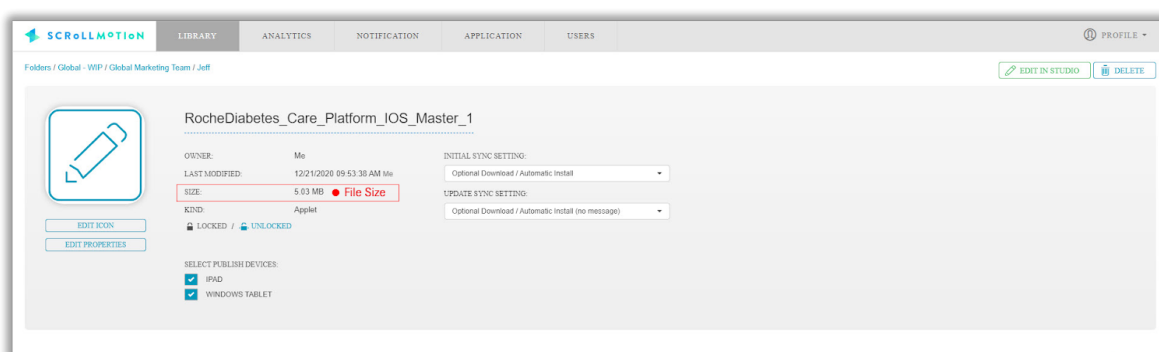 SCROLLMOTION LIBRARY ANALYTICS NOTIFICATION APPLICATION USERS PROFILE
Folders / Global - WIP / Global Marketing Team / Jeff EDIT IN STUDIO DELETE
RocheDiabetes_Care_Platform_IOS_Master_1
OWNER: Me INITIAL SYNC SETTING:
LAST MODIFIED: 12/21/2020 09:53:38 AM Me Optional Download / Automatic Install
SIZE: 5.03 MB File Size UPDATE SYNC SETTING:
KIND: Applet Optional Download / Automatic Install (no message)
EDIT ICON LOCKED / UNLOCKED
EDIT PROPERTIES
SELECT PUBLISH DEVICES:
IPAD
WINDOWS TABLET